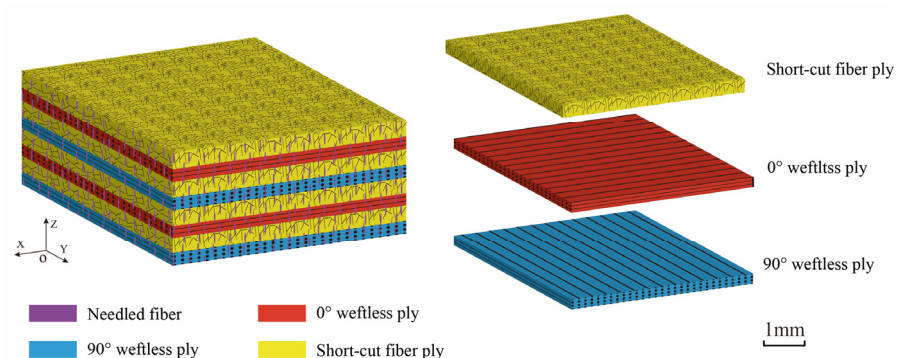 Short-cut fiber ply
0° weftltss ply
90° weftless ply
1mm
Z
X
O
Y
Needled fiber
0° weftless ply
90° weftless ply
Short-cut fiber ply